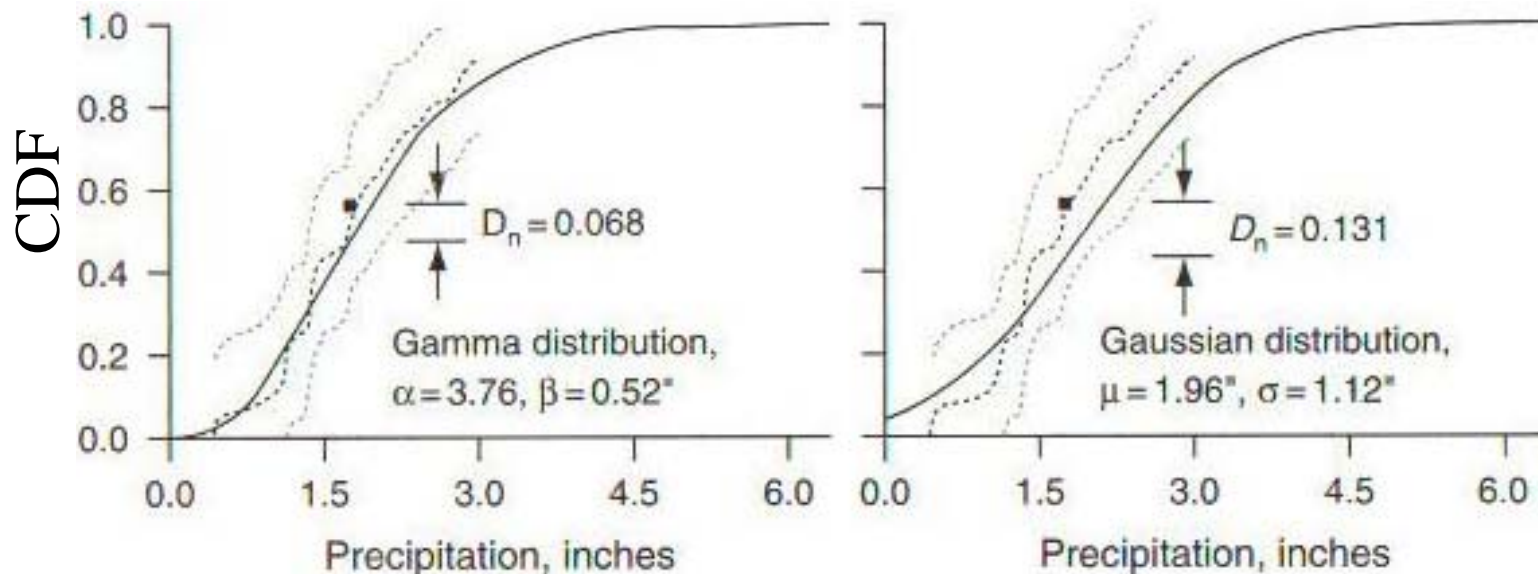 CDF
1.0
0.8
0.6
0.4
0.2
0.0
0.0 1.5 3.0 4.5 6.0
Precipitation, inches
Dn=0.068
Gamma distribution,
α=3.76, β=0.52"
0.0 1.5 3.0 4.5 6.0
Precipitation, inches
Dn=0.131
Gaussian distribution,
μ=1.96", σ=1.12"